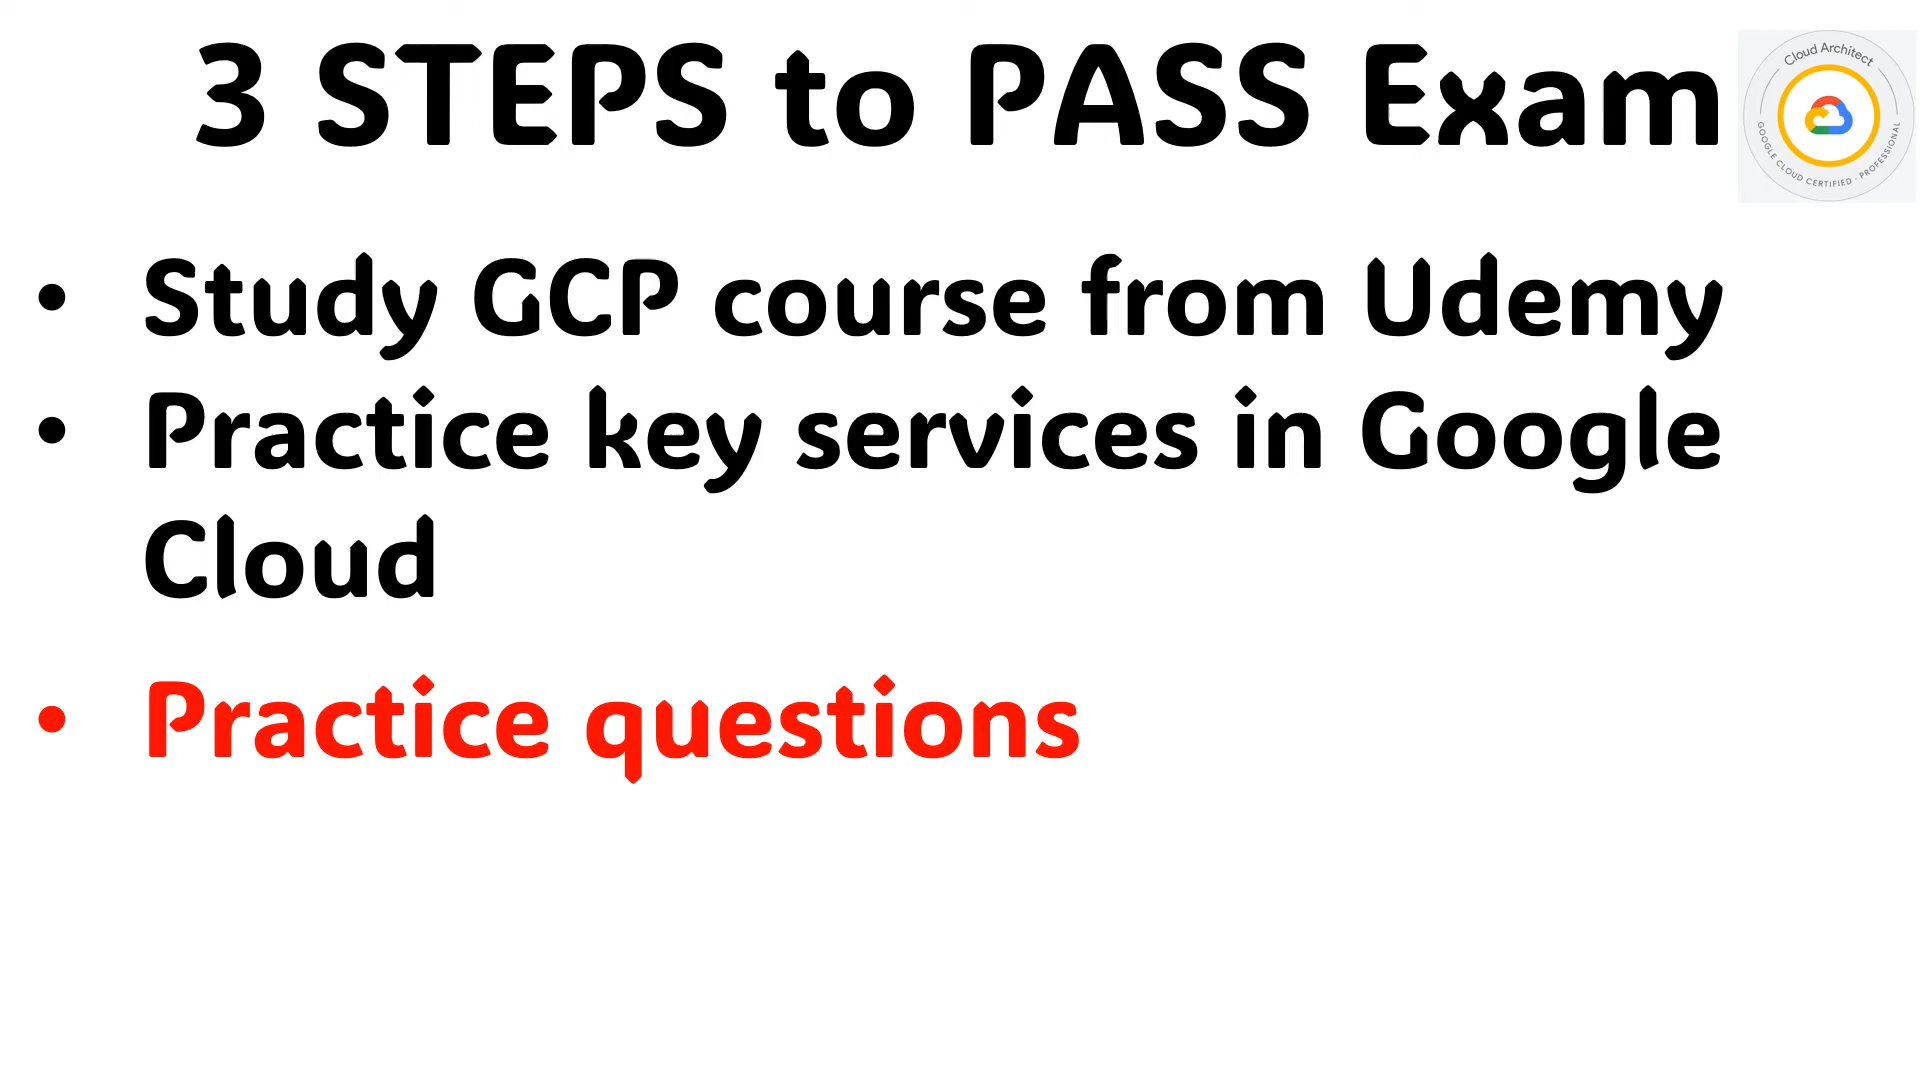 3 STEPS to PASS Exam
Cloud Architect
GOOGLE CLOUD CERTIFIED · PROFESSIONAL
• Study GCP course from Udemy
• Practice key services in Google
Cloud
• Practice questions